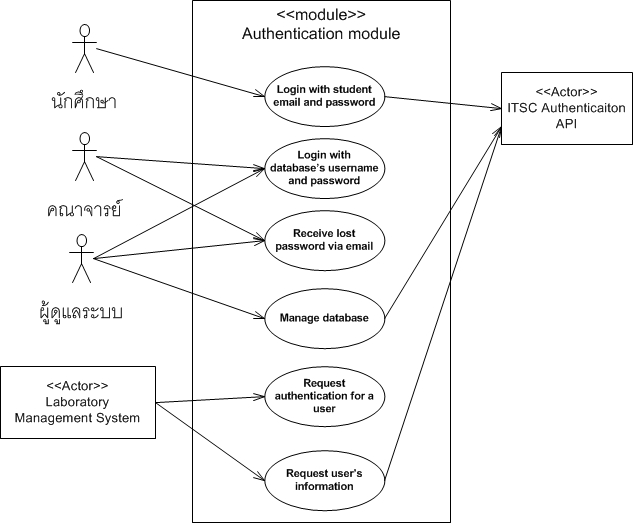 <<module>>
Authentication module
นักศึกษา
Login with student
email and password
<<Actor>>
ITSC Authenticaiton
API
คณาจารย์
Login with
database's username
and password
Receive lost
password via email
ผู้ดูแลระบบ
Manage database
<<Actor>>
Laboratory
Management System
Request
authentication for a
user
Request user's
information